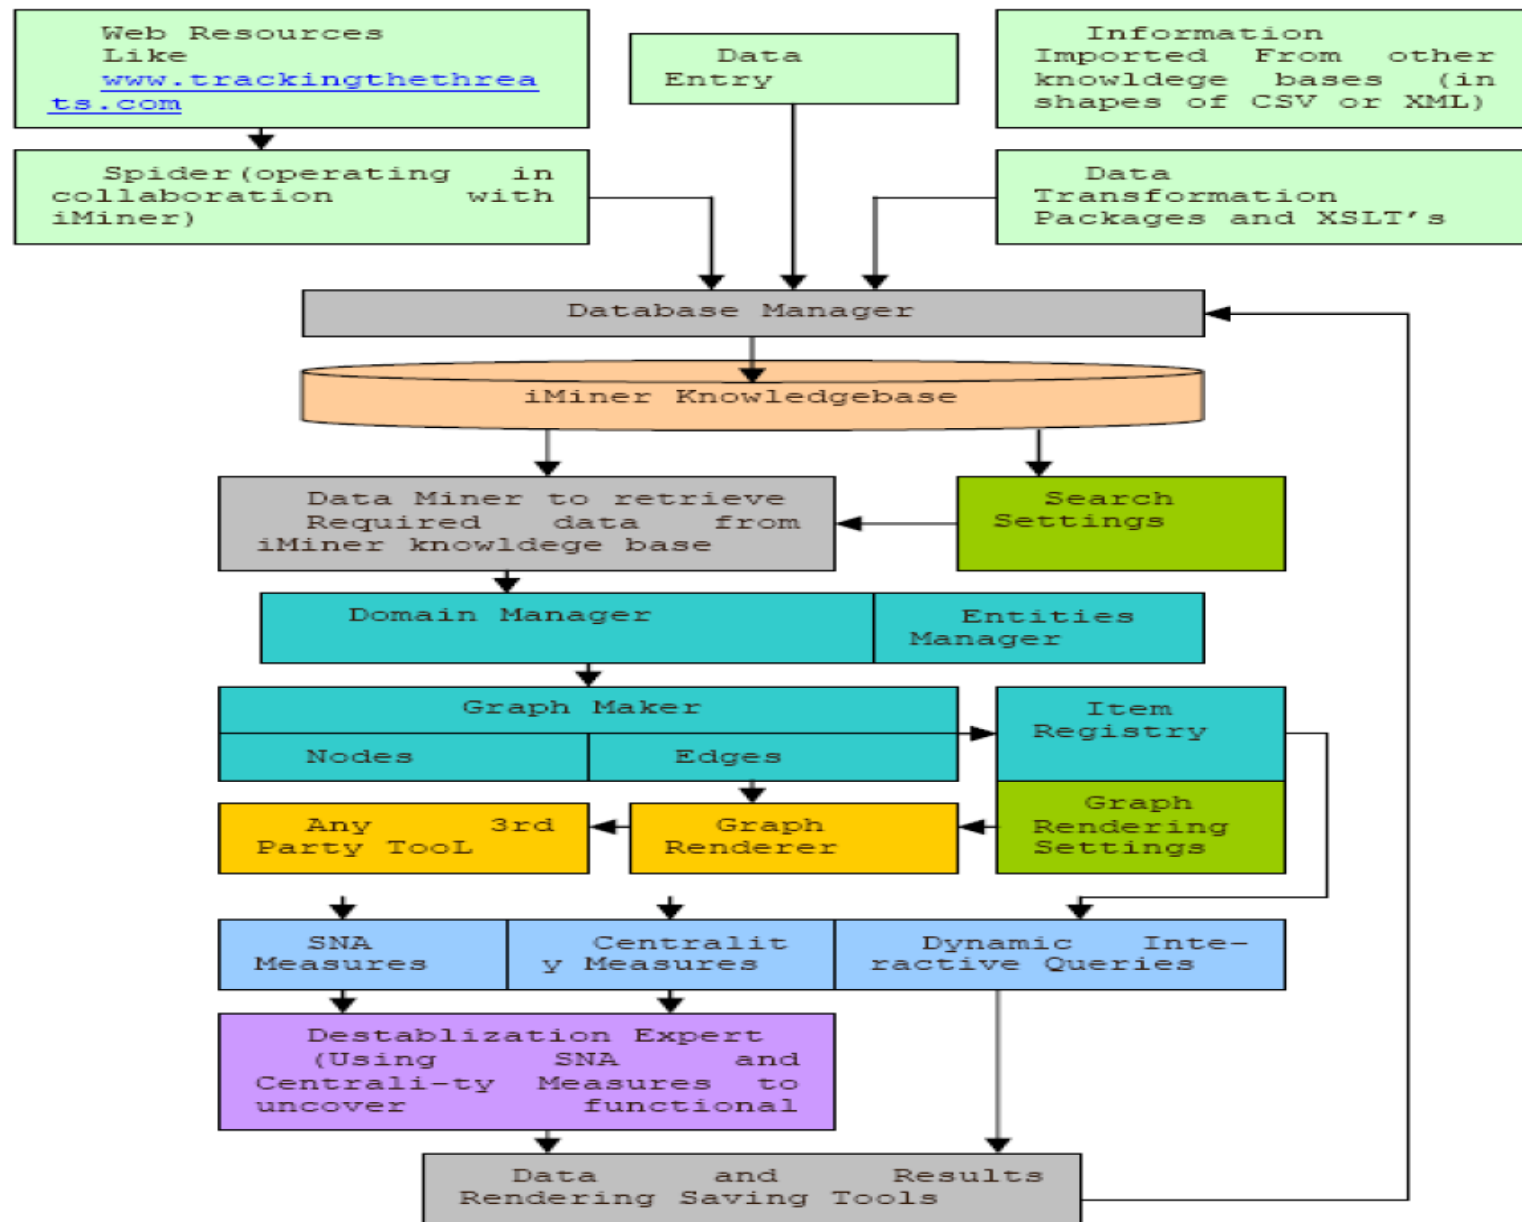 Web Resources
Like
www.trackingthethrea
ts.com
Data
Entry
Information
Imported From other
knowldege bases (in
shapes of CSV or XML)
Spider(operating in
collaboration with
iMiner)
Data
Transformation
Packages and XSLT's
Database Manager
iMiner Knowledgebase
Data Miner to retrieve
Required data from
iMiner knowldege base
Search
Settings
Domain Manager
Entities
Manager
Graph Maker
Nodes
Edges
Item
Registry
Any 3rd
Party TooL
Graph
Renderer
Graph
Rendering
Settings
SNA
Measures
Centralit
y Measures
Dynamic Inte-
ractive Queries
Destablization Expert
(Using SNA and
Centrali-ty Measures to
uncover functional
Data and Results
Rendering Saving Tools